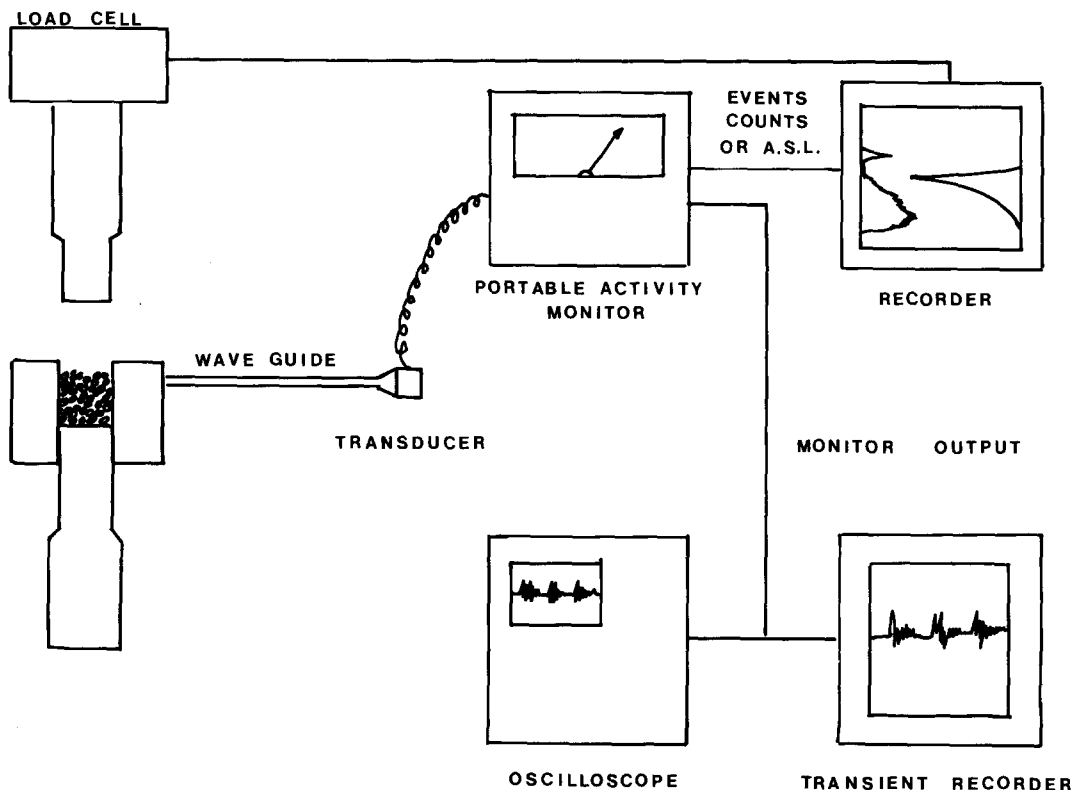 LOAD CELL
EVENTS
COUNTS
OR A.S.L.
PORTABLE ACTIVITY
MONITOR
RECORDER
WAVE GUIDE
TRANSDUCER
MONITOR OUTPUT
OSCILLOSCOPE
TRANSIENT RECORDER